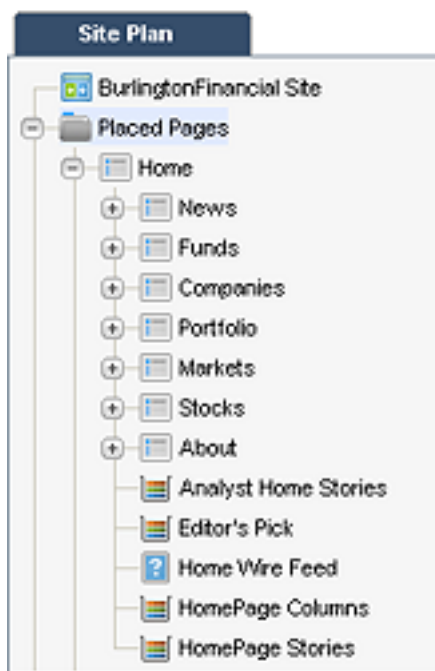 Site Plan
BurlingtonFinancial Site
Placed Pages
Home
News
Funds
Companies
Portfolio
Markets
Stocks
About
Analyst Home Stories
Editor's Pick
Home Wire Feed
HomePage Columns
HomePage Stories